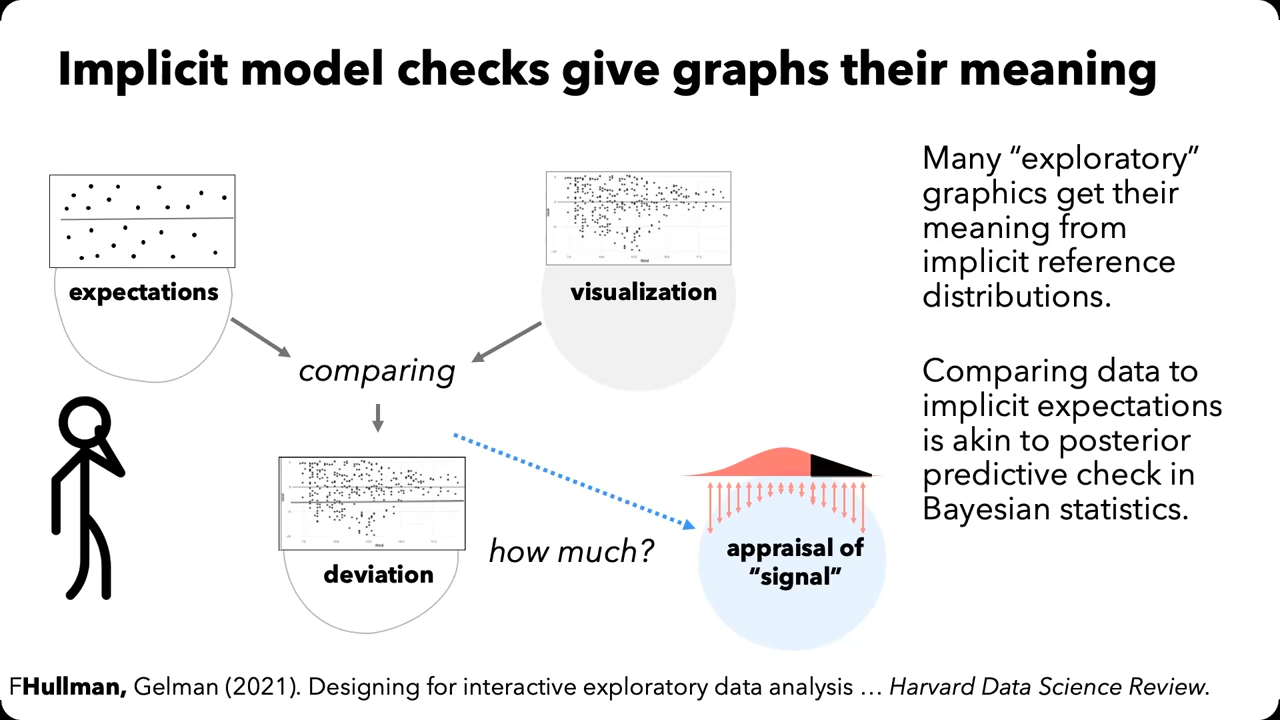 Implicit model checks give graphs their meaning
expectations
visualization
comparing
deviation
how much?
appraisal of
“signal”
Many “exploratory”
graphics get their
meaning from
implicit reference
distributions.
Comparing data to
implicit expectations
is akin to posterior
predictive check in
Bayesian statistics.
FHullman, Gelman (2021). Designing for interactive exploratory data analysis … Harvard Data Science Review.